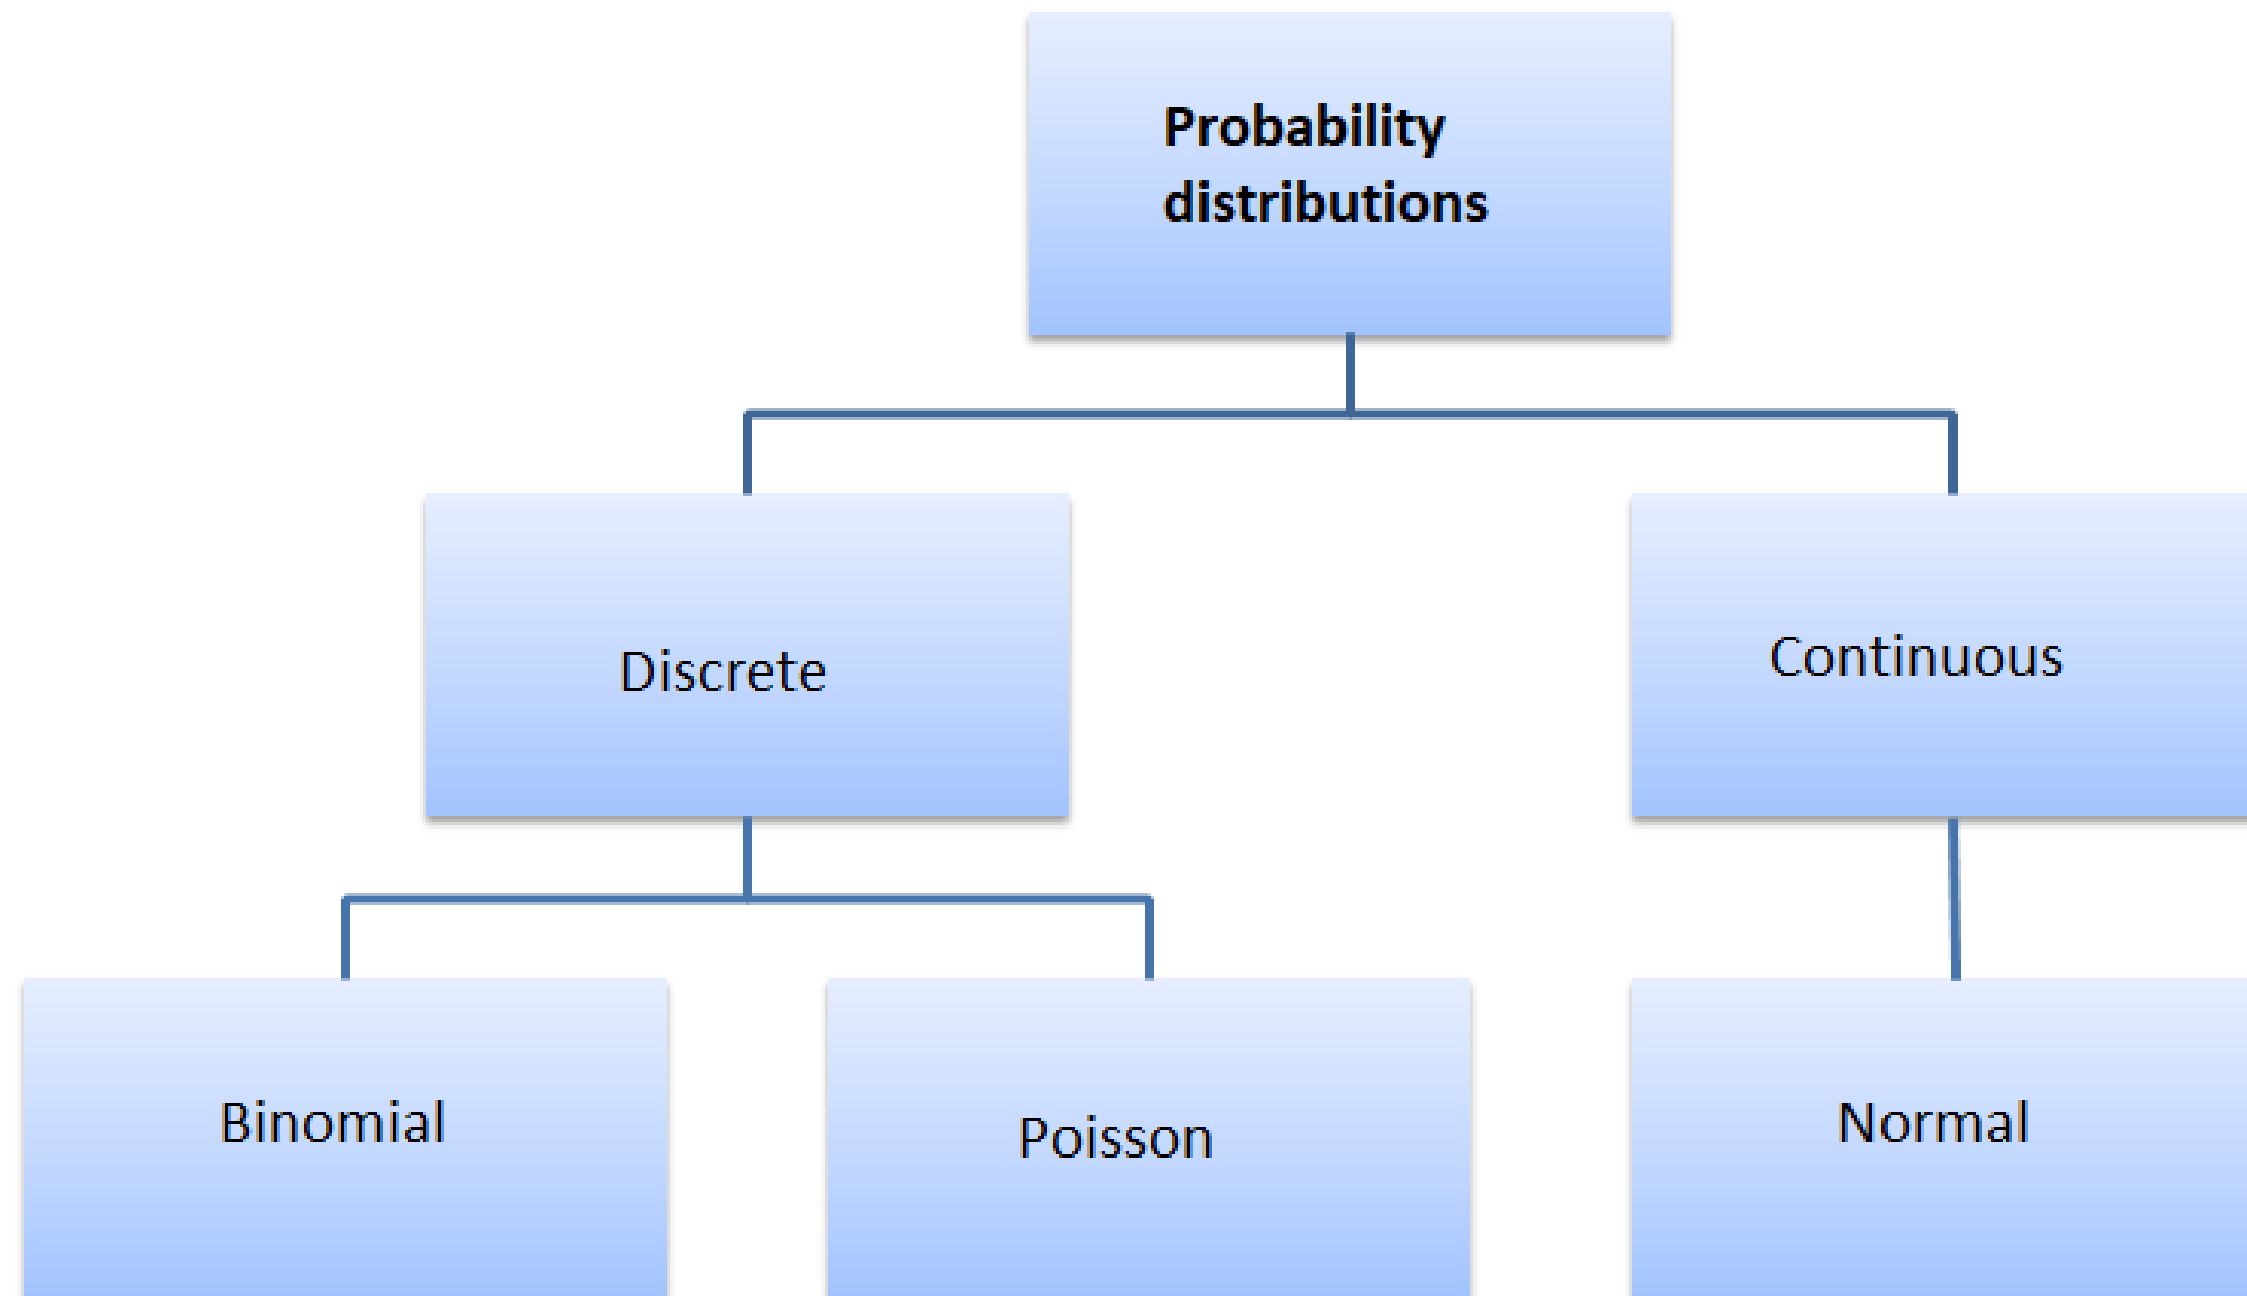 Probability
distributions
Discrete
Continuous
Binomial
Poisson
Normal